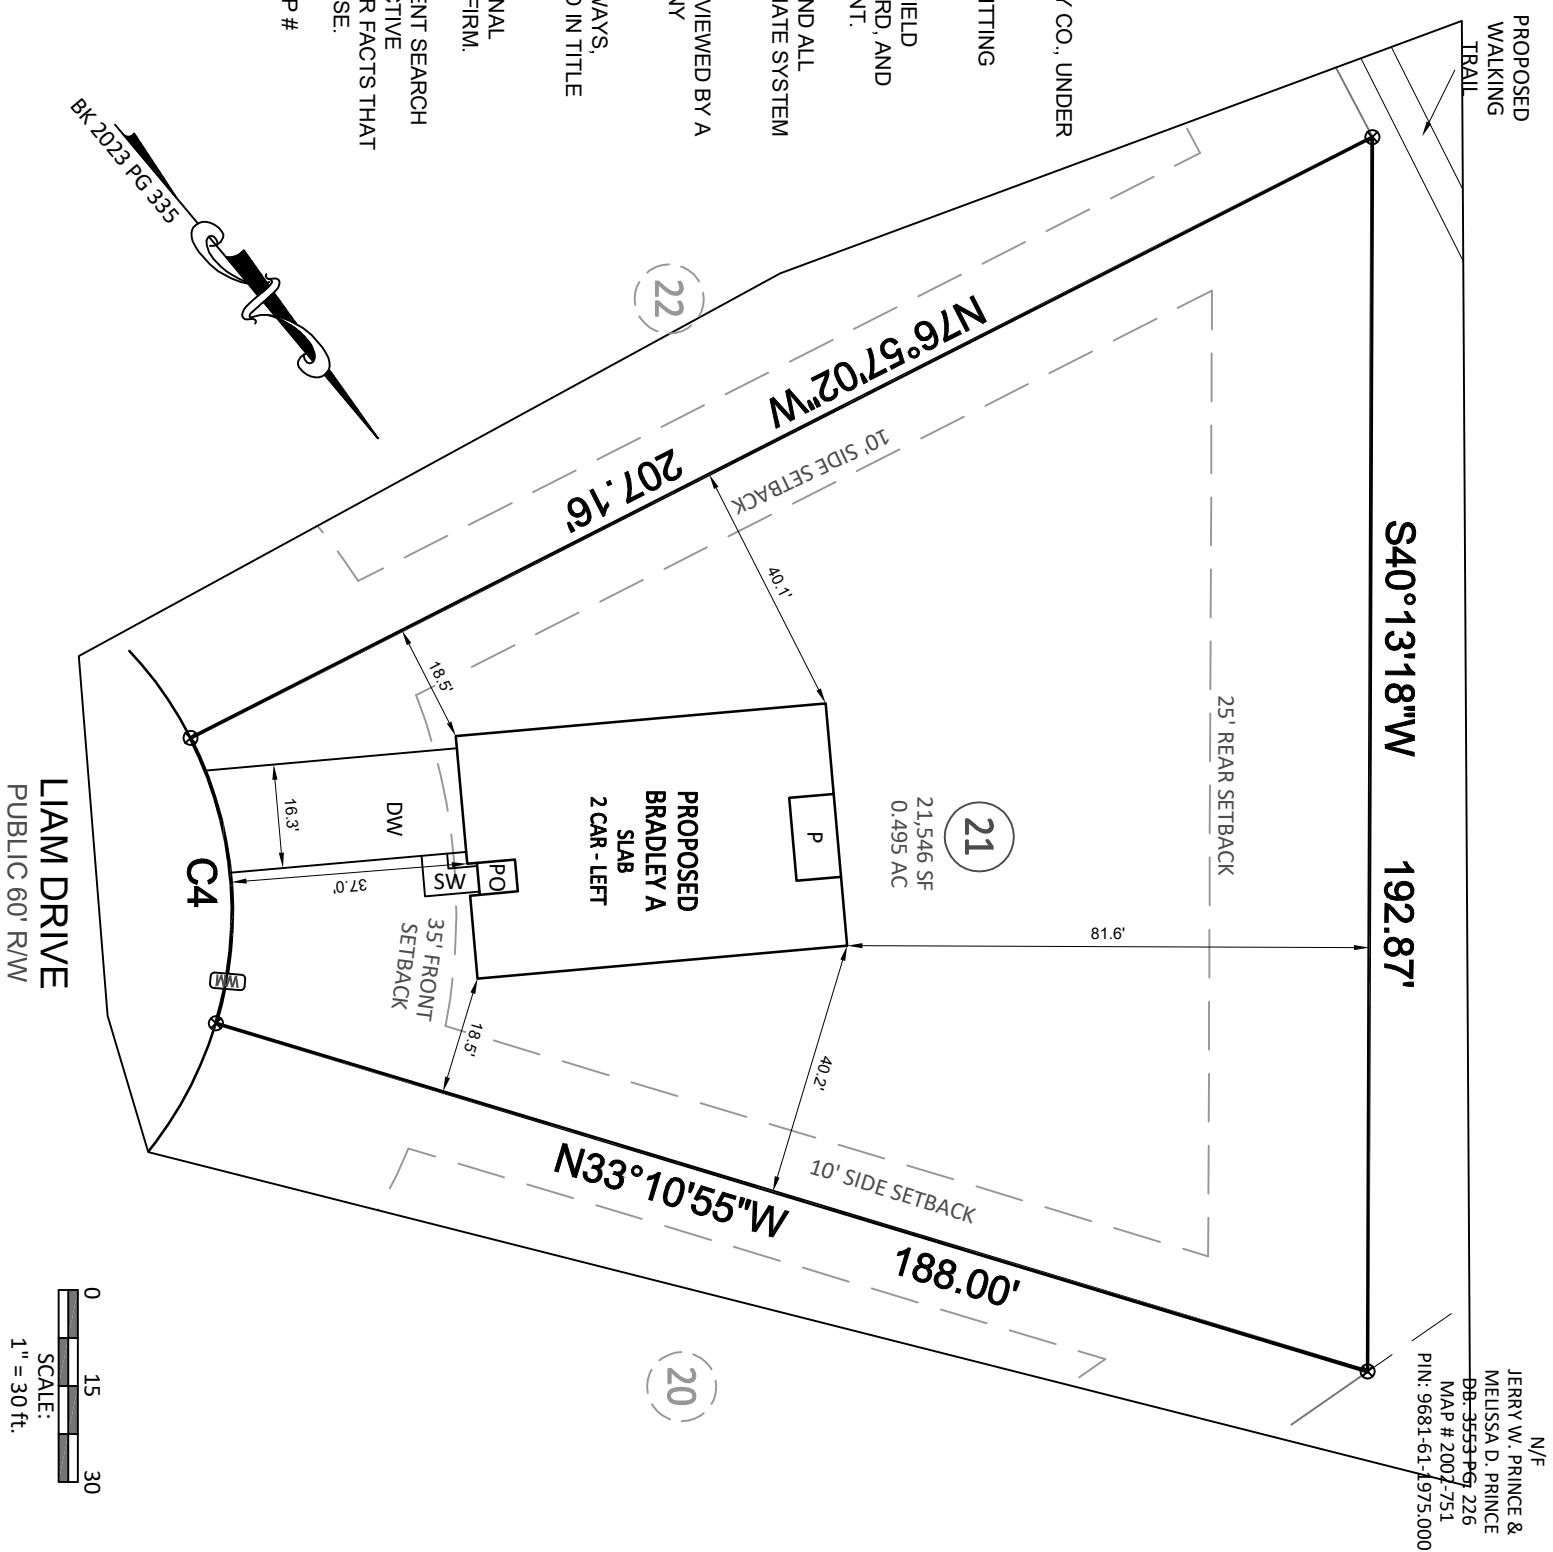 PROPOSED
WALKING
TRAIL
Y CO., UNDER
ITTING
IELD
RD, AND
NT.
ND ALL
IATE SYSTEM
VIEWED BY A
NY
WAYS,
D IN TITLE
NAL
FIRM.
ENT SEARCH
CTIVE
R FACTS THAT
SE.
P #
BK 2023 PG 335
22
N76°57'02"W
207.16'
10' SIDE SETBACK
S40°13'18"W 192.87'
25' REAR SETBACK
21
21,546 SF
0.495 AC
40.1'
18.5'
81.6'
P
PROPOSED
BRADLEY A
SLAB
2 CAR - LEFT
PO
SW
DW
16.3'
37.0'
35' FRONT
SETBACK
18.5'
40.2'
10' SIDE SETBACK
N33°10'55"W
188.00'
C4
WM
LIAM DRIVE
PUBLIC 60' R/W
20
N/F
JERRY W. PRINCE &
MELISSA D. PRINCE
DB. 3553 PG. 226
MAP # 2002-751
PIN: 9681-61-1975.000
0 15 30
SCALE:
1" = 30 ft.